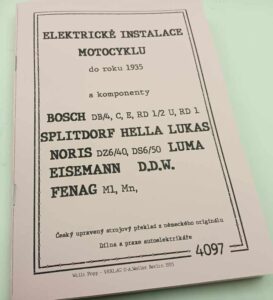 ELEKTRICKÉ INSTALACE
MOTOCYKLU
do roku 1935
a komponenty
BOSCH DB/4, C, E, RD 1/2 U, RD 1
SPLITDORF HELLA LUKAS
NORIS DZ6/40, DS6/50 LUMA
EISEMANN D.D.W.
FENAG M1, Mn,
Český upravený strojový překlad z německého originálu
Dílna a praxe autoelektrikáře
4097
VERLAG Berlin